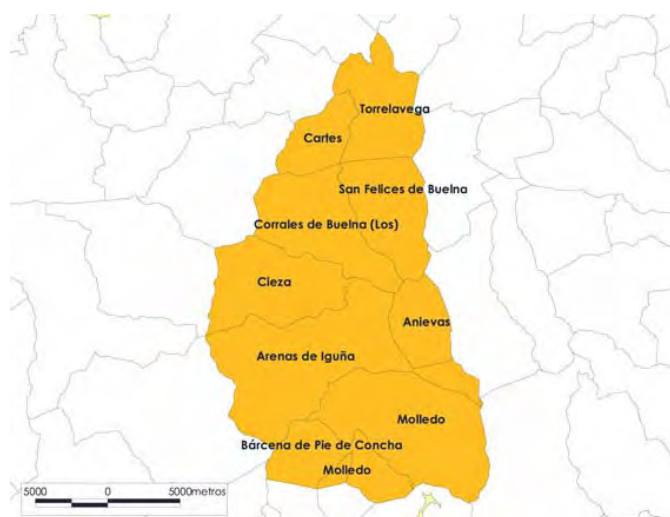 Torrelavega
Cartes
San Felices de Buelna
Corrales de Buelna (Los)
Cieza
Anievas
Arenas de Iguña
Molledo
Bárcena de Pie de Concha
Molledo
5000 0 5000metros